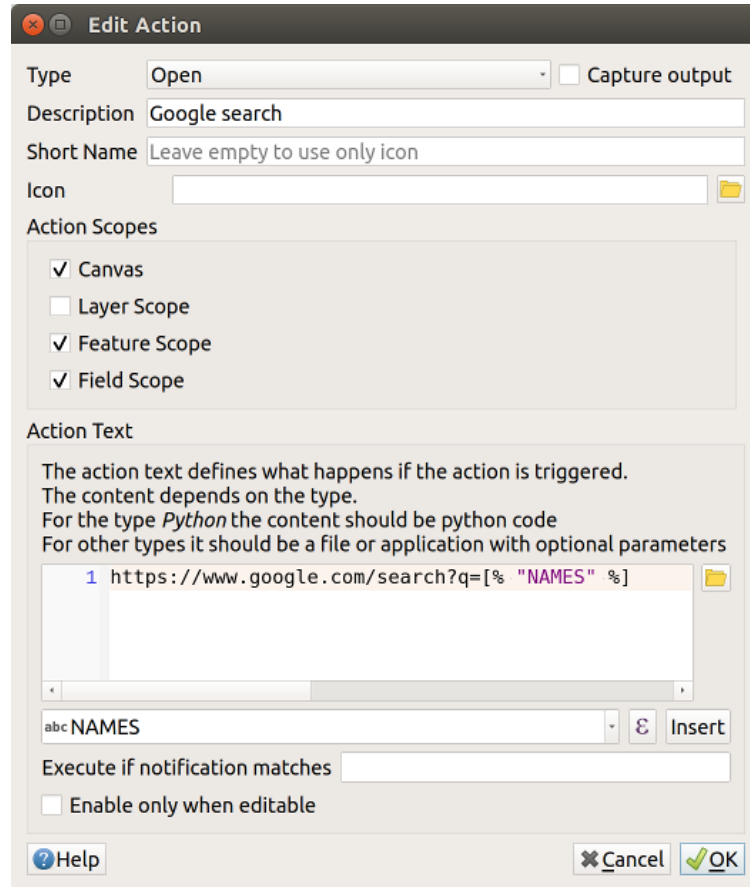 Edit Action
Type Open Capture output
Description Google search
Short Name Leave empty to use only icon
Icon
Action Scopes
Canvas
Layer Scope
Feature Scope
Field Scope
Action Text
The action text defines what happens if the action is triggered.
The content depends on the type.
For the type Python the content should be python code
For other types it should be a file or application with optional parameters
1 https://www.google.com/search?q=[% "NAMES" %]
abc NAMES ε Insert
Execute if notification matches
Enable only when editable
Help Cancel OK